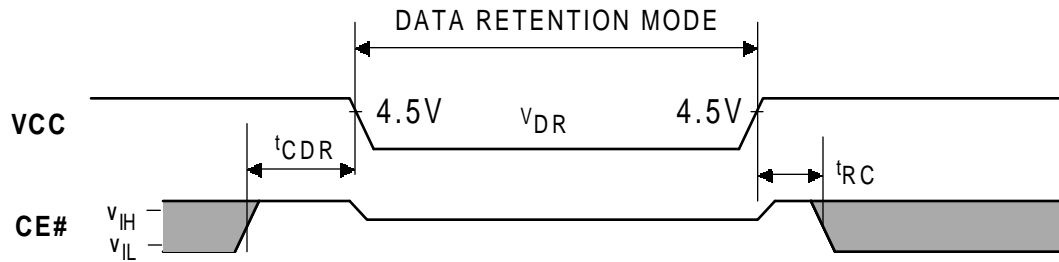 DATA RETENTION MODE
VCC
4.5V
VDR
4.5V
tCDR
tRC
CE#
VIH
VIL